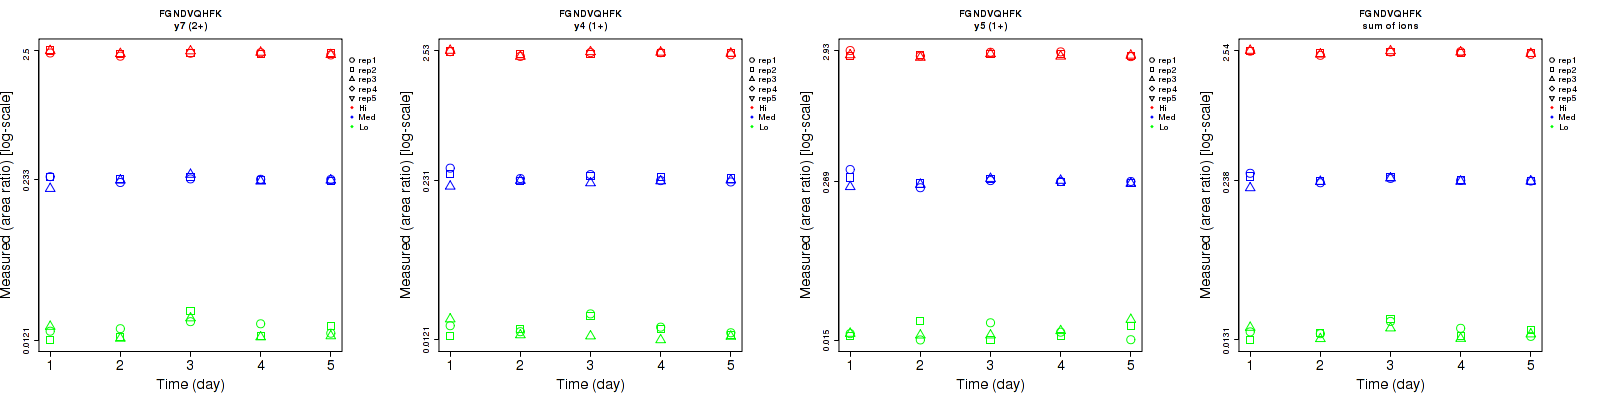 FGNDVQHFK
y7 (2+)
Measured (area ratio) [log-scale]
2.5
0.233
0.0121
1 2 3 4 5
Time (day)
rep1
rep2
rep3
rep4
rep5
Hi
Med
Lo
FGNDVQHFK
y4 (1+)
Measured (area ratio) [log-scale]
2.53
0.231
0.0121
1 2 3 4 5
Time (day)
rep1
rep2
rep3
rep4
rep5
Hi
Med
Lo
FGNDVQHFK
y5 (1+)
Measured (area ratio) [log-scale]
2.93
0.269
0.015
1 2 3 4 5
Time (day)
rep1
rep2
rep3
rep4
rep5
Hi
Med
Lo
FGNDVQHFK
sum of ions
Measured (area ratio) [log-scale]
2.54
0.238
0.0131
1 2 3 4 5
Time (day)
rep1
rep2
rep3
rep4
rep5
Hi
Med
Lo